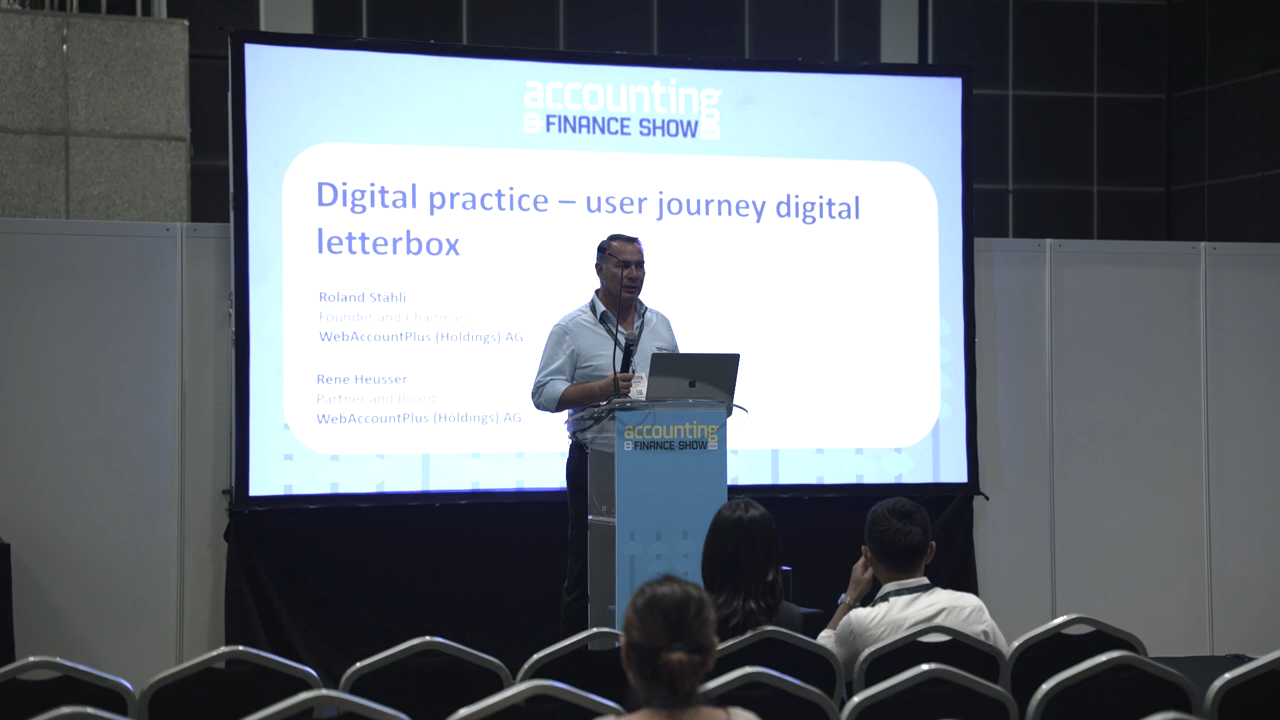 accounting
& FINANCE SHOW
Digital practice – user journey digital
letterbox
Roland Stahli
Founder and Chairman
WebAccountPlus (Holdings) AG
Rene Heusser
Partner and Board
WebAccountPlus (Holdings) AG
accounting
& FINANCE SHOW